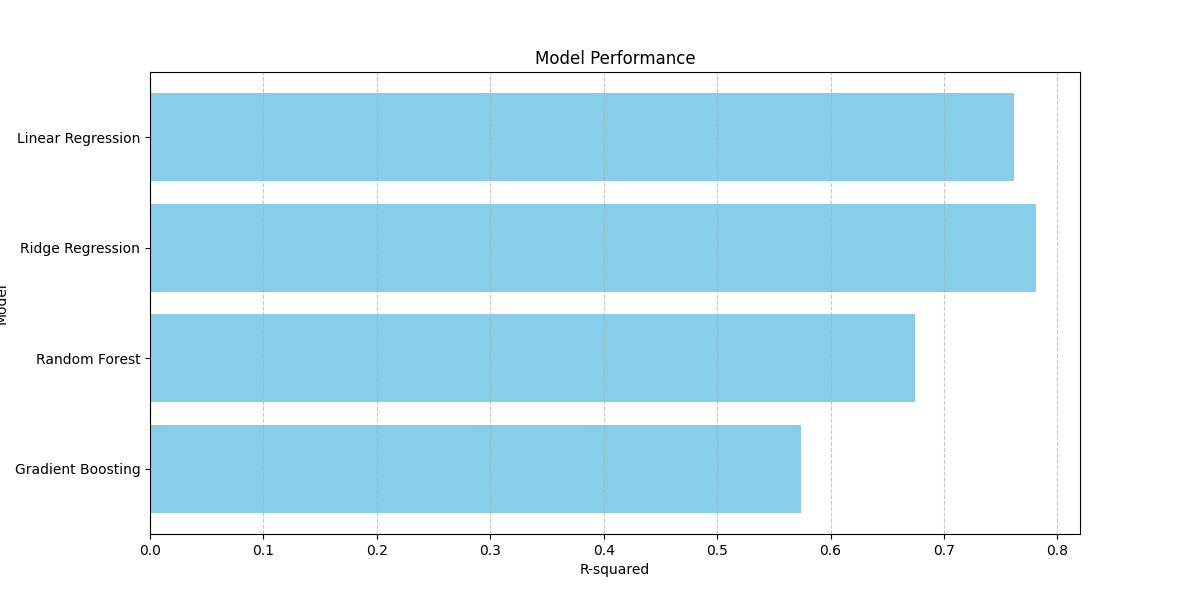 Model Performance
Linear Regression
Ridge Regression
Model
Random Forest
Gradient Boosting
0.0 0.1 0.2 0.3 0.4 0.5 0.6 0.7 0.8
R-squared